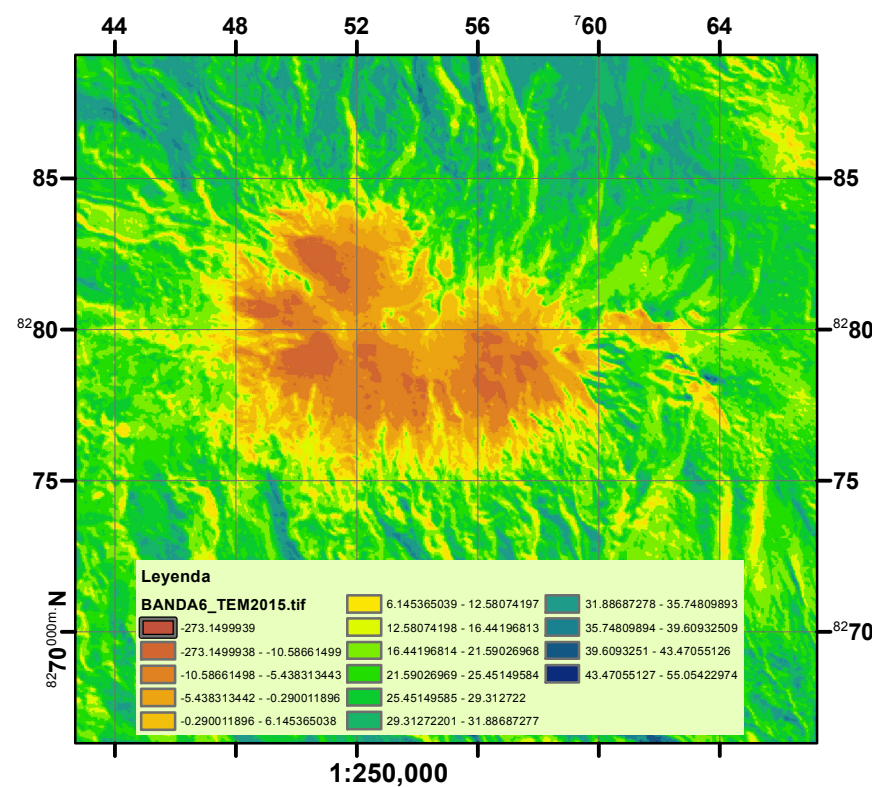 44 48 52 56 ⁷60 64
85 85
⁸²80 ⁸²80
75 75
⁸²70 ⁰⁰⁰ᵐ· N ⁸²70
Leyenda
BANDA6_TEM2015.tif
-273.1499939
-273.1499938 - -10.58661499
-10.58661498 - -5.438313443
-5.438313442 - -0.290011896
-0.290011896 - 6.145365038
6.145365039 - 12.58074197
12.58074198 - 16.44196813
16.44196814 - 21.59026968
21.59026969 - 25.45149584
25.45149585 - 29.312722
29.31272201 - 31.88687277
31.88687278 - 35.74809893
35.74809894 - 39.60932509
39.6093251 - 43.47055126
43.47055127 - 55.05422974
1:250,000